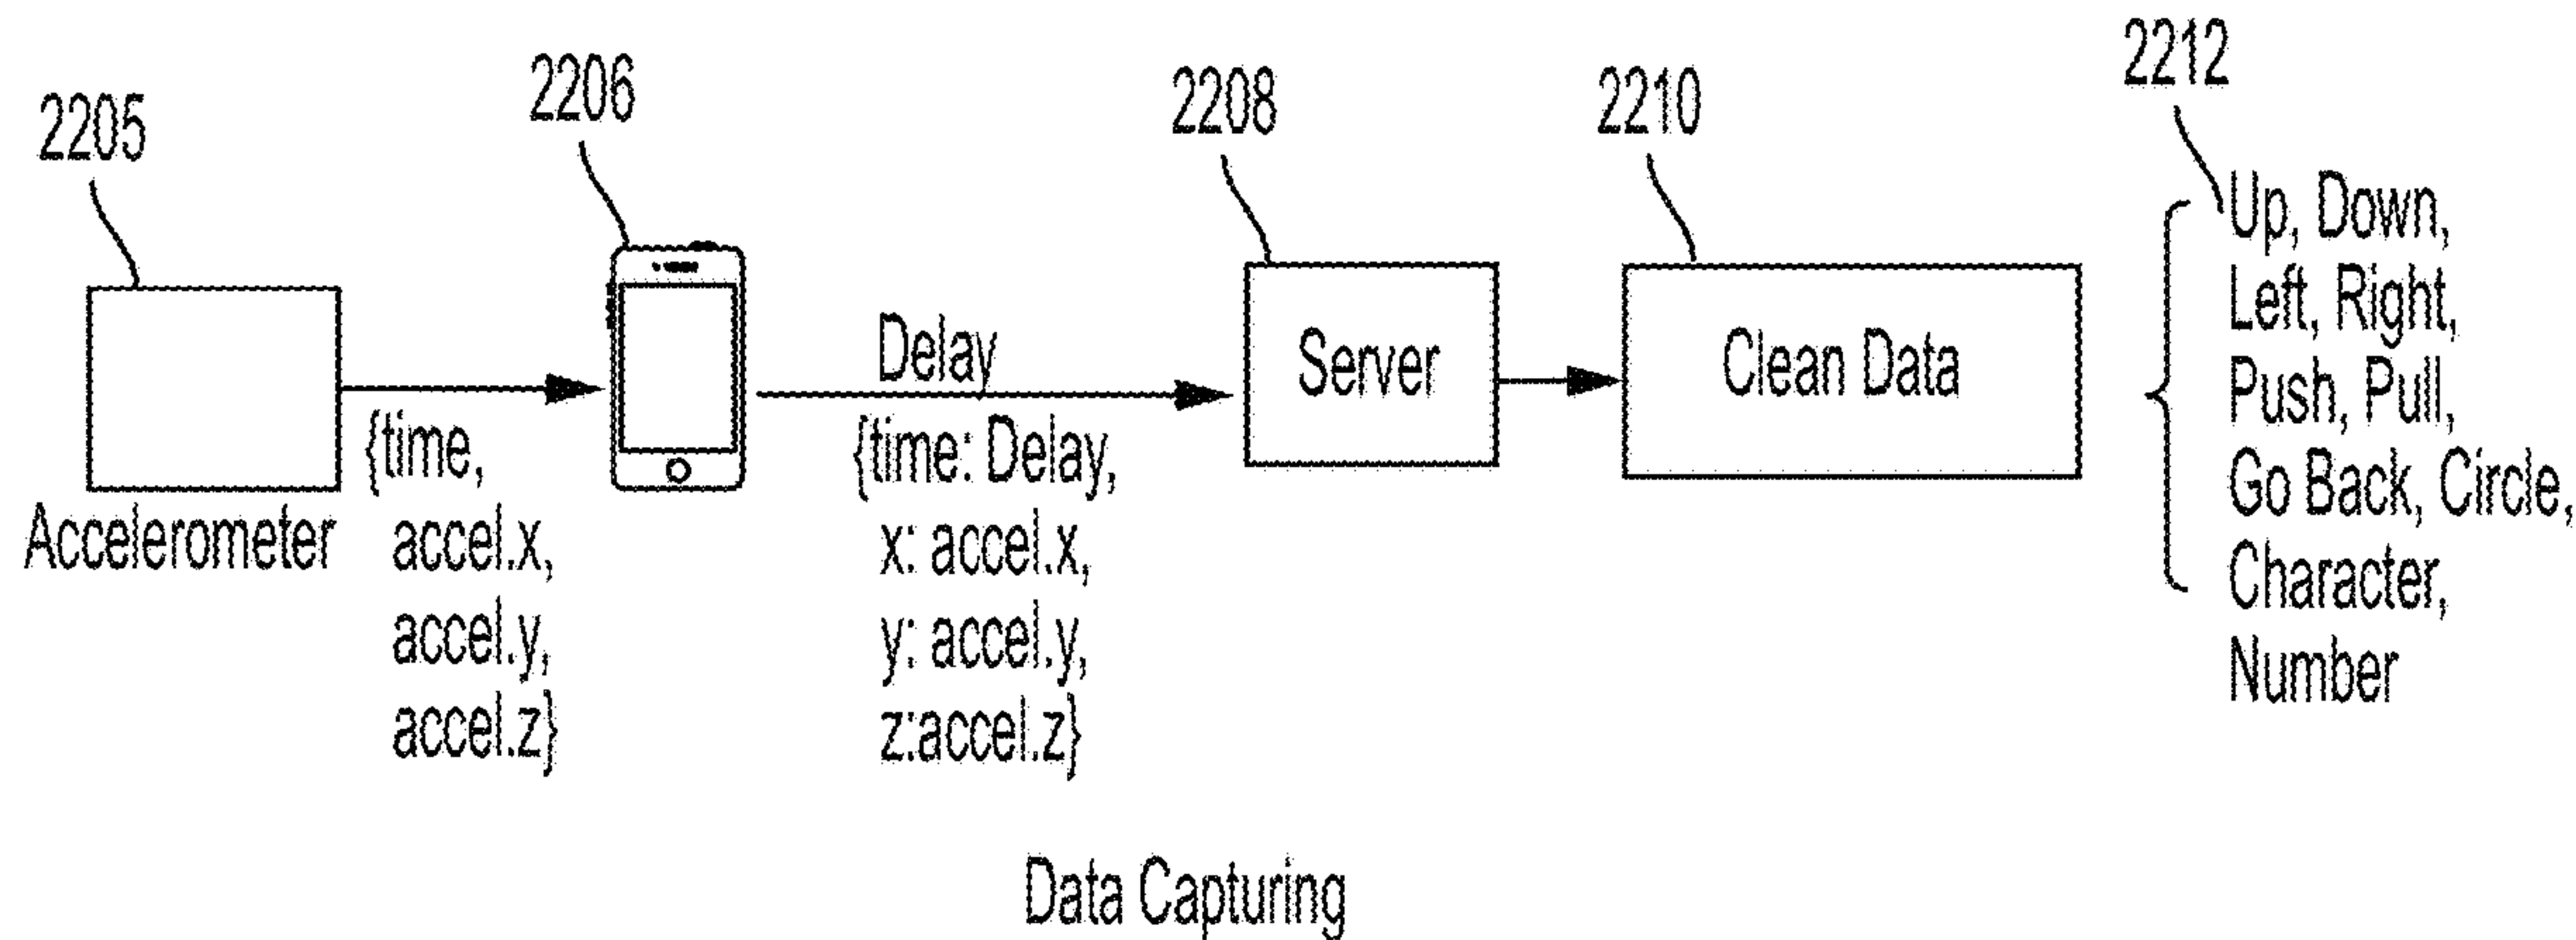 2205
2206
2208
2210
2212
Accelerometer
{time,
accel.x,
accel.y,
accel.z}
Delay
{time: Delay,
x: accel.x,
y: accel.y,
z:accel.z}
Server
Clean Data
Up, Down,
Left, Right,
Push, Pull,
Go Back, Circle,
Character,
Number
Data Capturing